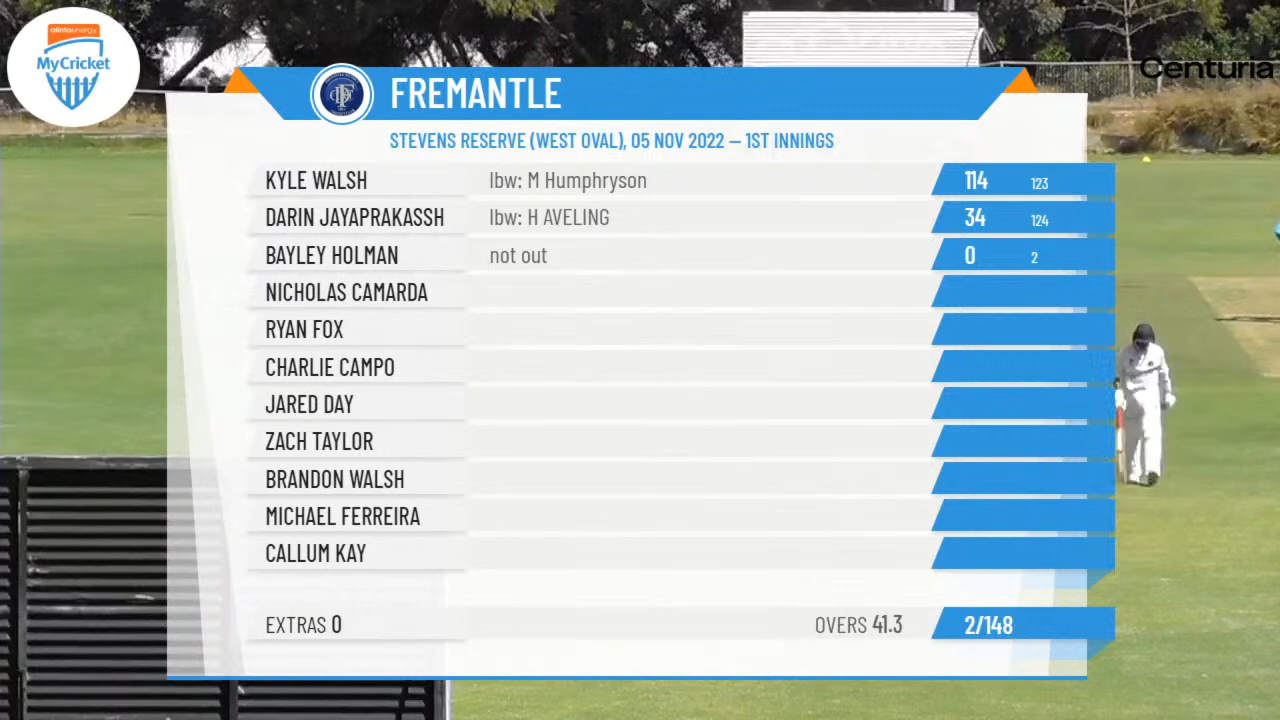 alintaenergy
MyCricket
Centuria
FREMANTLE
STEVENS RESERVE (WEST OVAL), 05 NOV 2022 – 1ST INNINGS
KYLE WALSH lbw: M Humphryson 114 123
DARIN JAYAPRAKASSH lbw: H AVELING 34 124
BAYLEY HOLMAN not out 0 2
NICHOLAS CAMARDA
RYAN FOX
CHARLIE CAMPO
JARED DAY
ZACH TAYLOR
BRANDON WALSH
MICHAEL FERREIRA
CALLUM KAY
EXTRAS 0 OVERS 41.3 2/148